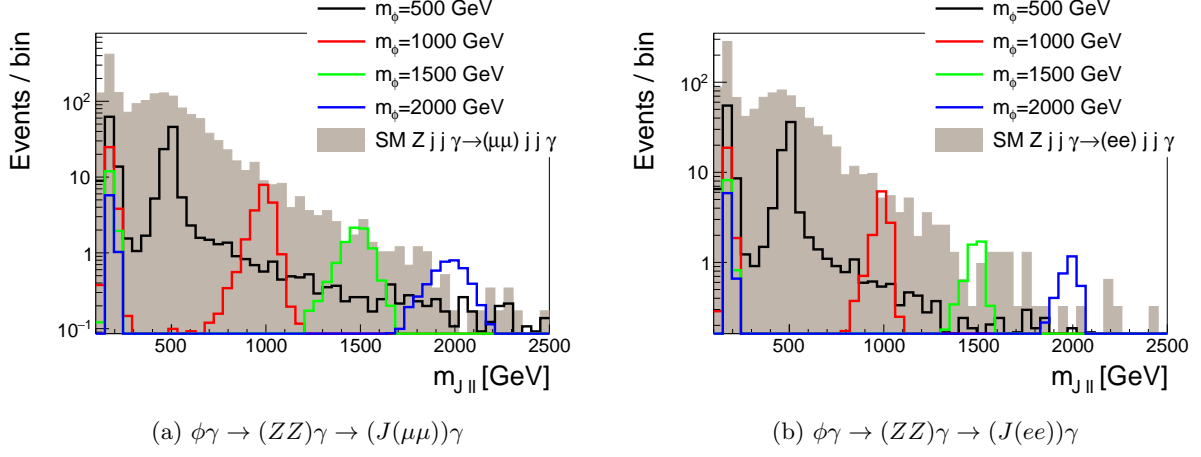 m_ϕ=500 GeV
m_ϕ=1000 GeV
m_ϕ=1500 GeV
m_ϕ=2000 GeV
SM Z j j γ→(μμ) j j γ
Events / bin
10²
10
1
10⁻¹
500 1000 1500 2000 2500
m_{J ll} [GeV]
(a) ϕγ → (ZZ)γ → (J(μμ))γ
m_ϕ=500 GeV
m_ϕ=1000 GeV
m_ϕ=1500 GeV
m_ϕ=2000 GeV
SM Z j j γ→(ee) j j γ
Events / bin
10²
10
1
500 1000 1500 2000 2500
m_{J ll} [GeV]
(b) ϕγ → (ZZ)γ → (J(ee))γ